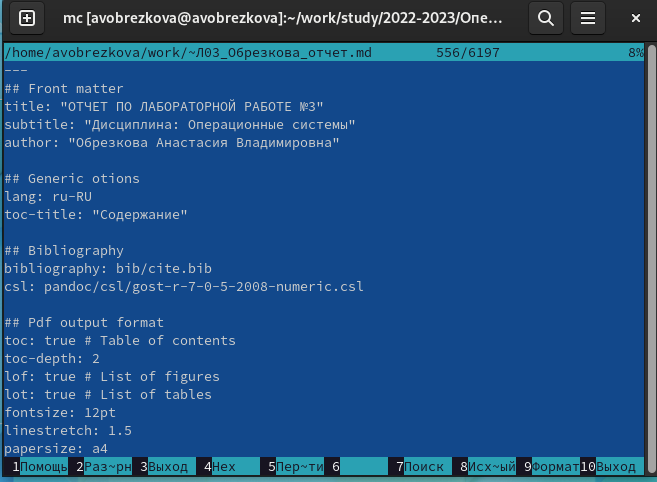 mc [avobrezkova@avobrezkova]:~/work/study/2022-2023/Опе...
/home/avobrezkova/work/~Л03_Обрезкова_отчет.md 556/6197 8%
---
## Front matter
title: "ОТЧЕТ ПО ЛАБОРАТОРНОЙ РАБОТЕ №3"
subtitle: "Дисциплина: Операционные системы"
author: "Обрезкова Анастасия Владимировна"
## Generic otions
lang: ru-RU
toc-title: "Содержание"
## Bibliography
bibliography: bib/cite.bib
csl: pandoc/csl/gost-r-7-0-5-2008-numeric.csl
## Pdf output format
toc: true # Table of contents
toc-depth: 2
lof: true # List of figures
lot: true # List of tables
fontsize: 12pt
linestretch: 1.5
papersize: a4
1Помощь 2Раз~рн 3Выход 4Hex 5Пер~ти 6 7Поиск 8Исх~ый 9Формат 10Выход